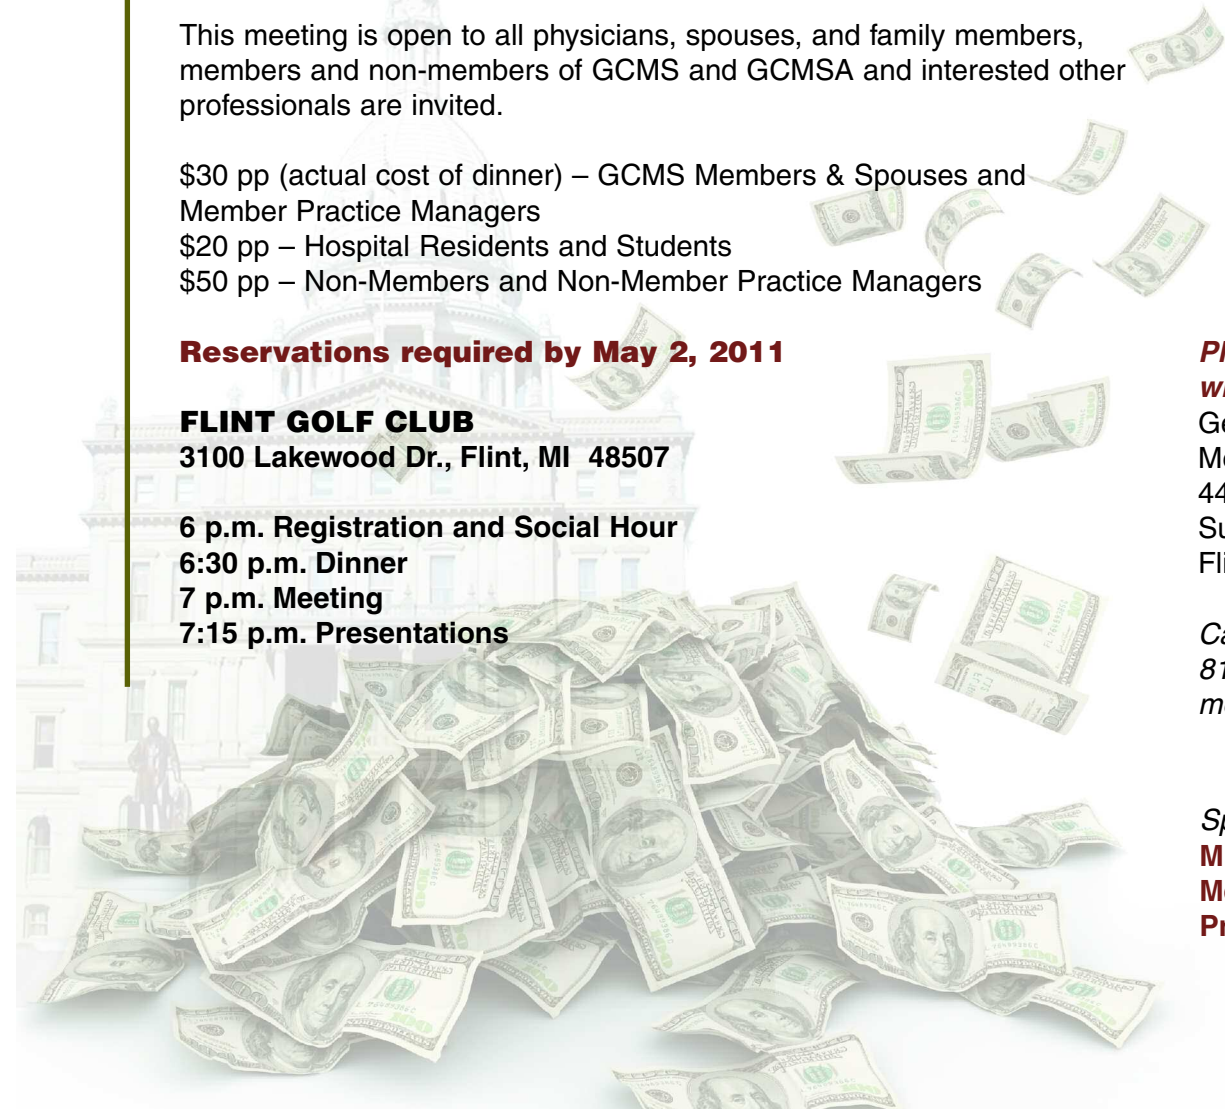 This meeting is open to all physicians, spouses, and family members,
members and non-members of GCMS and GCMSA and interested other
professionals are invited.
$30 pp (actual cost of dinner) – GCMS Members & Spouses and
Member Practice Managers
$20 pp – Hospital Residents and Students
$50 pp – Non-Members and Non-Member Practice Managers
Reservations required by May 2, 2011
FLINT GOLF CLUB
3100 Lakewood Dr., Flint, MI 48507
6 p.m. Registration and Social Hour
6:30 p.m. Dinner
7 p.m. Meeting
7:15 p.m. Presentations